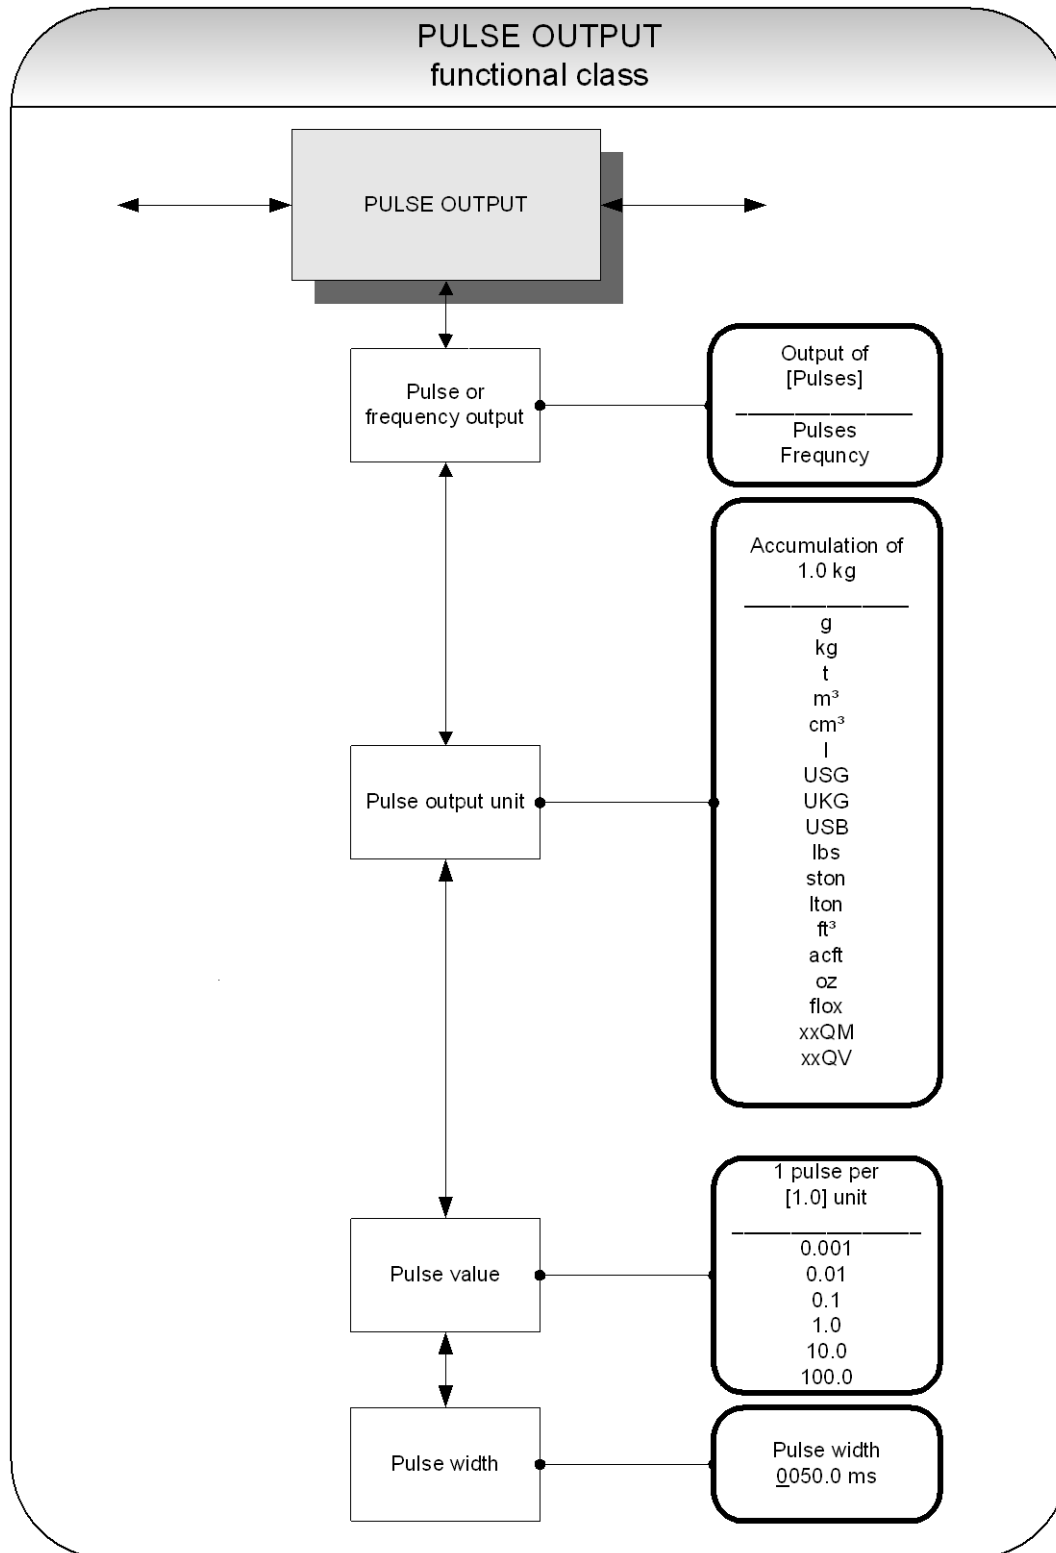 PULSE OUTPUT
functional class
PULSE OUTPUT
Pulse or
frequency output
Output of
[Pulses]
Pulses
Frequncy
Pulse output unit
Accumulation of
1.0 kg
g
kg
t
m³
cm³
l
USG
UKG
USB
lbs
ston
lton
ft³
acft
oz
flox
xxQM
xxQV
Pulse value
1 pulse per
[1.0] unit
0.001
0.01
0.1
1.0
10.0
100.0
Pulse width
Pulse width
0050.0 ms